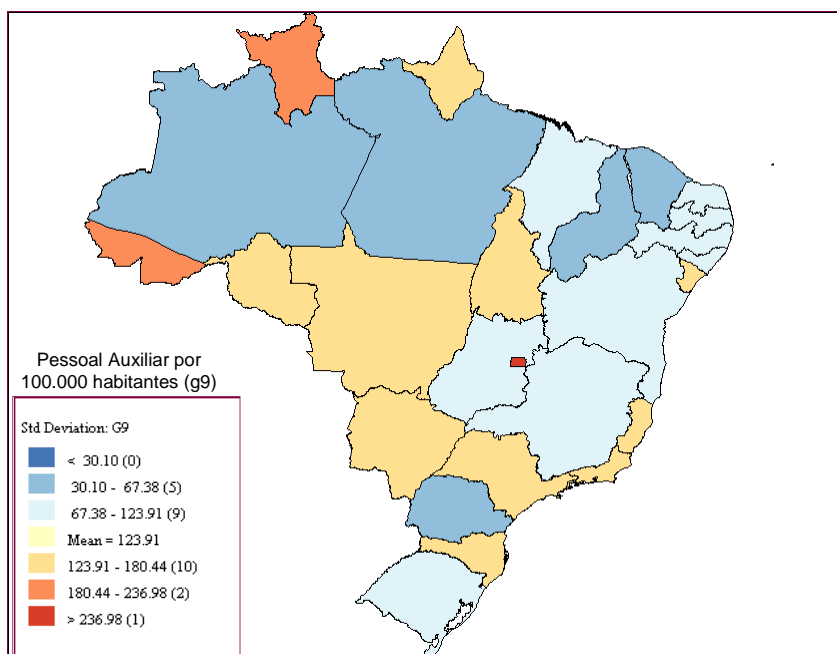 Pessoal Auxiliar por
100.000 habitantes (g9)
Std Deviation: G9
< 30.10 (0)
30.10 - 67.38 (5)
67.38 - 123.91 (9)
Mean = 123.91
123.91 - 180.44 (10)
180.44 - 236.98 (2)
> 236.98 (1)